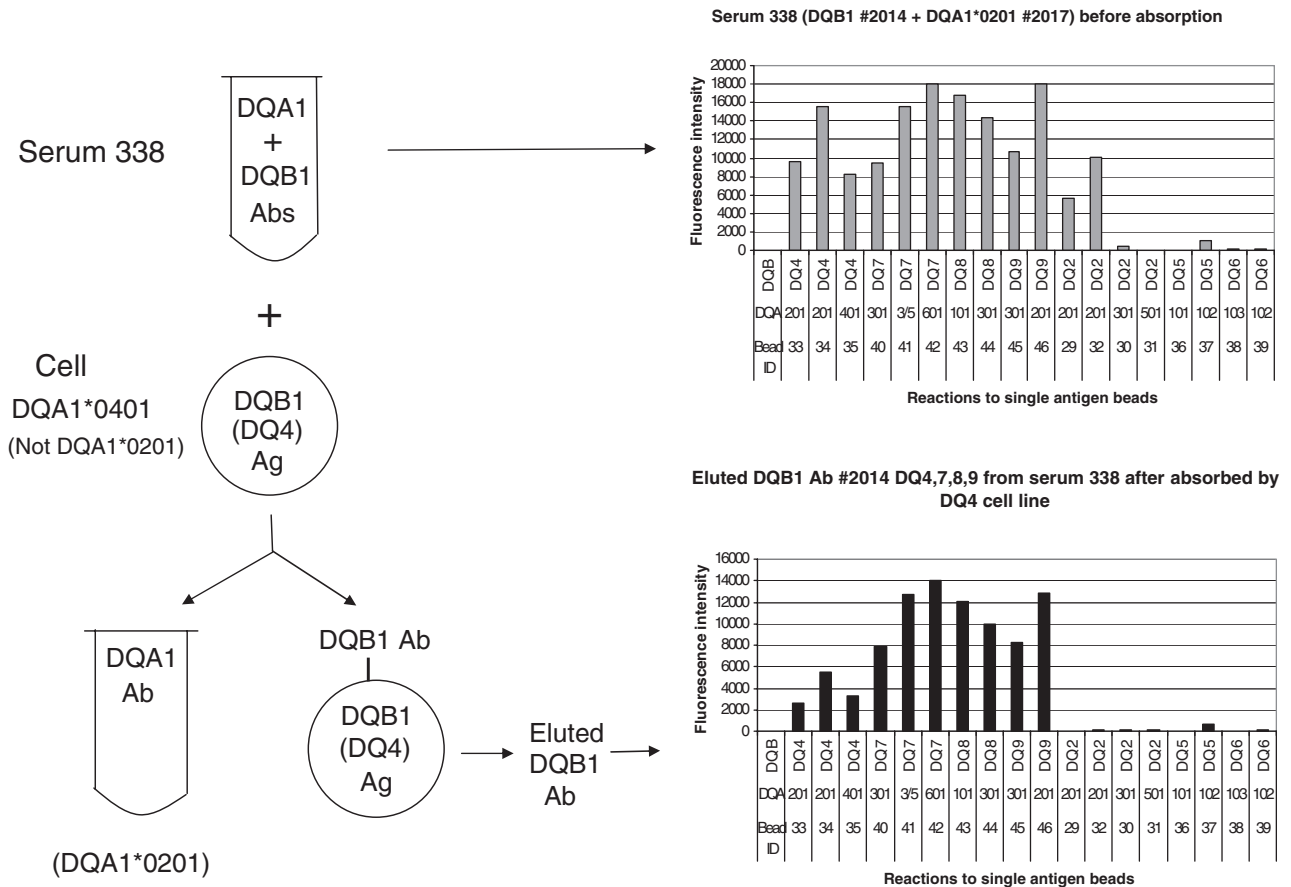 Serum 338 (DQB1 #2014 + DQA1*0201 #2017) before absorption
Serum 338
DQA1
+
DQB1
Abs
Fluorescence intensity
20000
18000
16000
14000
12000
10000
8000
6000
4000
2000
0
DQB DQ4 DQ4 DQ4 DQ7 DQ7 DQ7 DQ8 DQ8 DQ9 DQ9 DQ2 DQ2 DQ2 DQ2 DQ5 DQ5 DQ6 DQ6
DQA 201 201 401 301 3/5 601 101 301 301 201 201 201 301 501 101 102 103 102
Bead ID 33 34 35 40 41 42 43 44 45 46 29 32 30 31 36 37 38 39
Reactions to single antigen beads
+
Cell
DQA1*0401
(Not DQA1*0201)
DQB1
(DQ4)
Ag
DQA1
Ab
(DQA1*0201)
DQB1 Ab
DQB1
(DQ4)
Ag
Eluted
DQB1
Ab
Eluted DQB1 Ab #2014 DQ4,7,8,9 from serum 338 after absorbed by
DQ4 cell line
Fluorescence intensity
16000
14000
12000
10000
8000
6000
4000
2000
0
DQB DQ4 DQ4 DQ4 DQ7 DQ7 DQ7 DQ8 DQ8 DQ9 DQ9 DQ2 DQ2 DQ2 DQ2 DQ5 DQ5 DQ6 DQ6
DQA 201 201 401 301 3/5 601 101 301 301 201 201 201 301 501 101 102 103 102
Bead ID 33 34 35 40 41 42 43 44 45 46 29 32 30 31 36 37 38 39
Reactions to single antigen beads